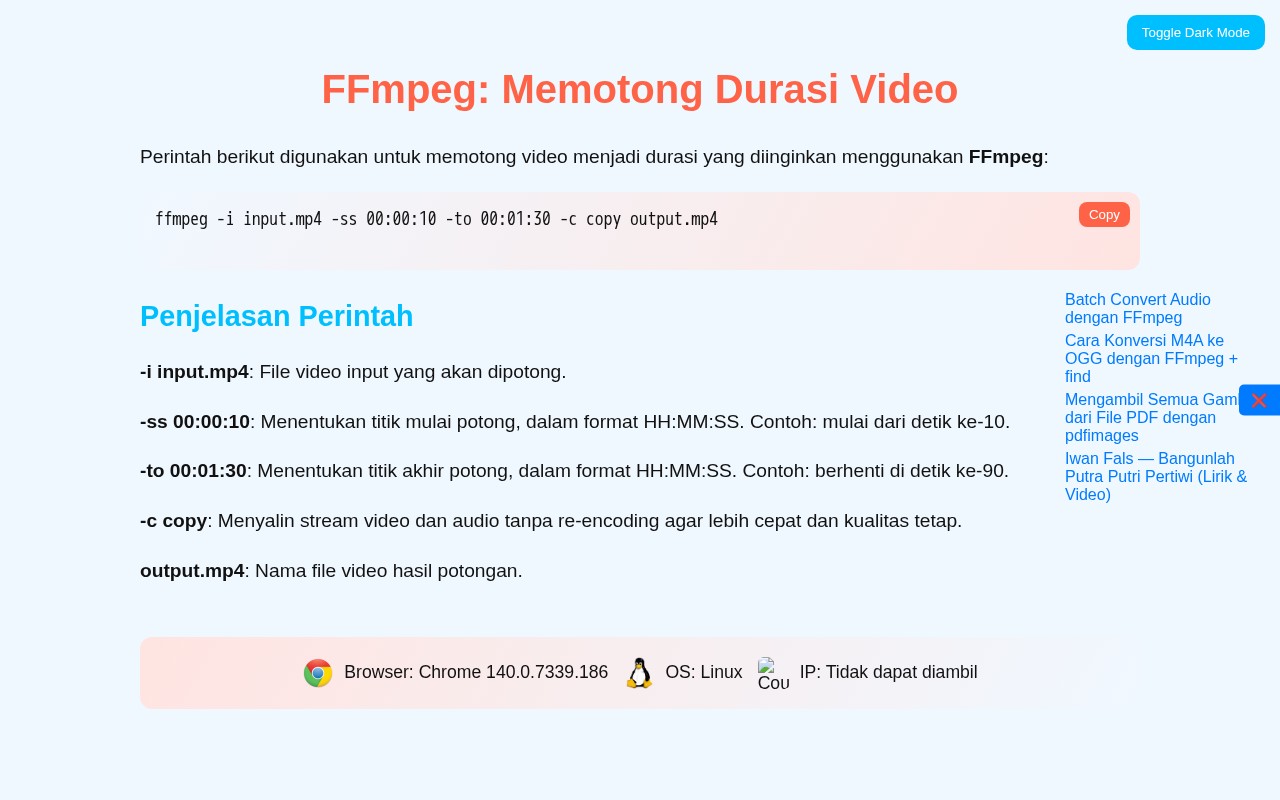 Toggle Dark Mode
FFmpeg: Memotong Durasi Video
Perintah berikut digunakan untuk memotong video menjadi durasi yang diinginkan menggunakan FFmpeg:
ffmpeg -i input.mp4 -ss 00:00:10 -to 00:01:30 -c copy output.mp4
Copy
Penjelasan Perintah
-i input.mp4: File video input yang akan dipotong.
-ss 00:00:10: Menentukan titik mulai potong, dalam format HH:MM:SS. Contoh: mulai dari detik ke-10.
-to 00:01:30: Menentukan titik akhir potong, dalam format HH:MM:SS. Contoh: berhenti di detik ke-90.
-c copy: Menyalin stream video dan audio tanpa re-encoding agar lebih cepat dan kualitas tetap.
output.mp4: Nama file video hasil potongan.
Batch Convert Audio
dengan FFmpeg
Cara Konversi M4A ke
OGG dengan FFmpeg +
find
Mengambil Semua Gam
dari File PDF dengan
pdfimages
Iwan Fals — Bangunlah
Putra Putri Pertiwi (Lirik &
Video)
Browser: Chrome 140.0.7339.186 OS: Linux Cou IP: Tidak dapat diambil